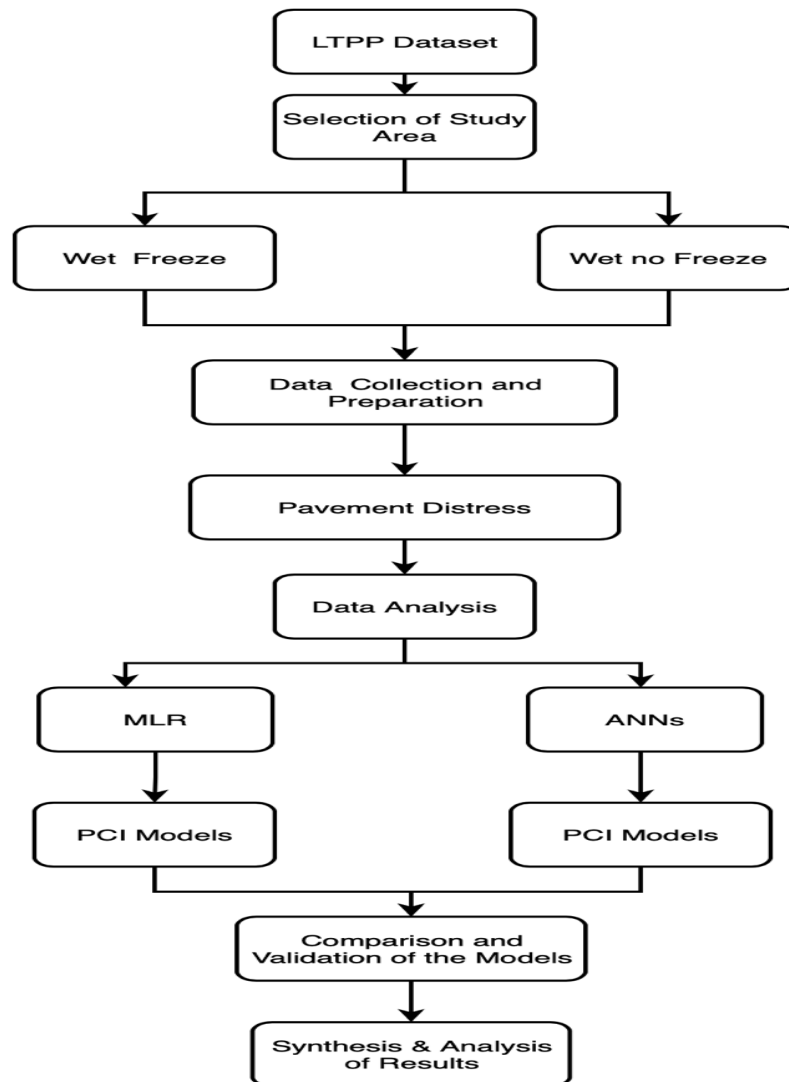 LTPP Dataset
Selection of Study
Area
Wet Freeze
Wet no Freeze
Data Collection and
Preparation
Pavement Distress
Data Analysis
MLR
ANNs
PCI Models
PCI Models
Comparison and
Validation of the Models
Synthesis & Analysis
of Results